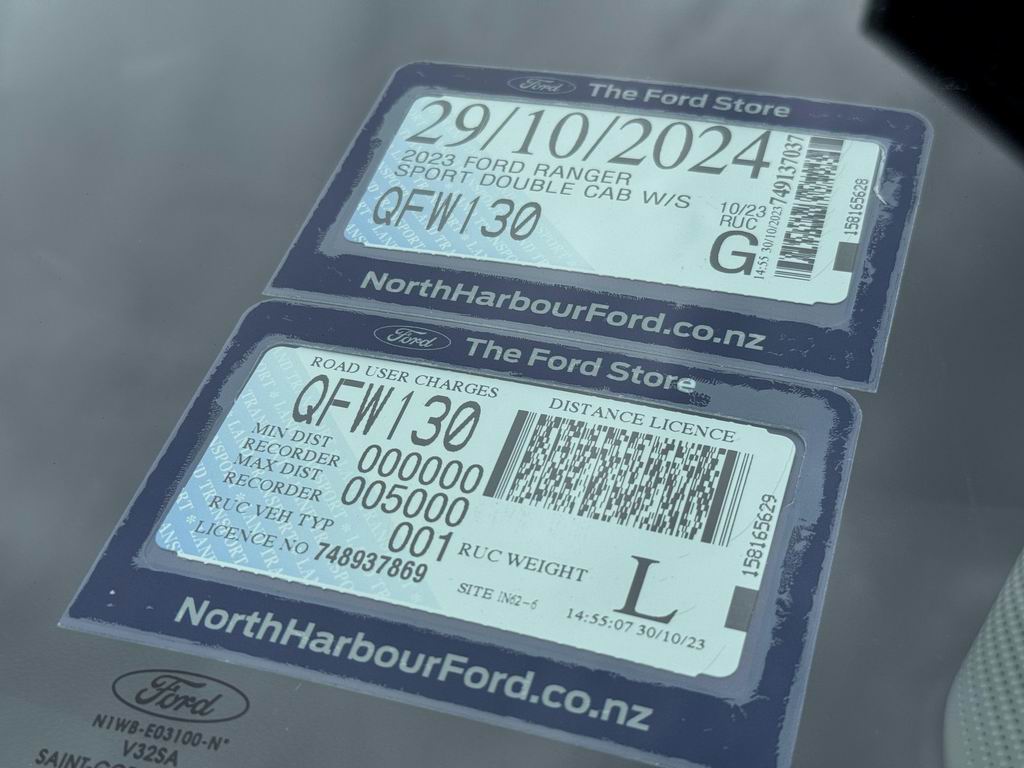 Ford The Ford Store
29/10/2024
2023 FORD RANGER
SPORT DOUBLE CAB W/S
QFW130
10/23
RUC
G
14:55 30/10/2023
749137037
158165628
NorthHarbourFord.co.nz
Ford The Ford Store
ROAD USER CHARGES
DISTANCE LICENCE
QFW130
MIN DIST
RECORDER 000000
MAX DIST
RECORDER 005000
RUC VEH TYP 001
LICENCE NO 748937869
RUC WEIGHT L
SITE IN62-6 14:55:07 30/10/23
158165629
NorthHarbourFord.co.nz
Ford
N1WB-E03100-N*
V32SA